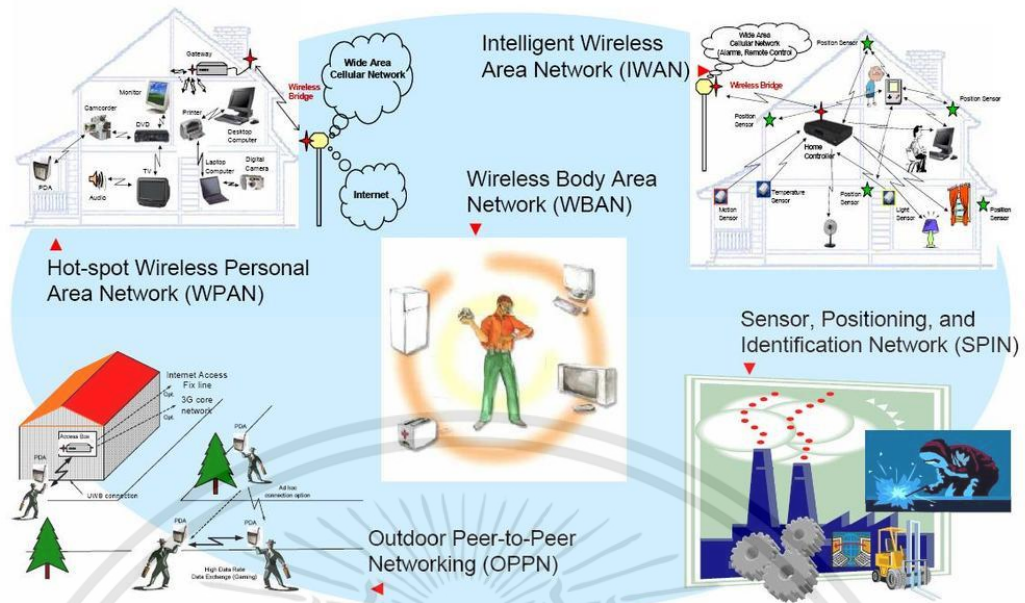 Gateway
Monitor
Camcorder
DVD
Printer
Desktop
Computer
PDA
Audio
TV
Laptop
Computer
Digital
Camera
Wireless
Bridge
Wide Area
Cellular Network
Internet
Hot-spot Wireless Personal
Area Network (WPAN)
Intelligent Wireless
Area Network (IWAN)
Wide Area
Cellular Network
(Alarms, Remote Control
Wireless Bridge
Position Sensor
Position
Sensor
Position
Sensor
Home
Controller
Motion
Sensor
Temperature
Sensor
Position
Sensor
Light
Sensor
Position
Sensor
Wireless Body Area
Network (WBAN)
Sensor, Positioning, and
Identification Network (SPIN)
Internet Access
Fix line
Opt.
3G core
network
Opt.
Access Box
PDA
UWB connection
PDA
Ad hoc
connection option
PDA
PDA
High Data Rate
Data Exchange (Gaming)
Outdoor Peer-to-Peer
Networking (OPPN)